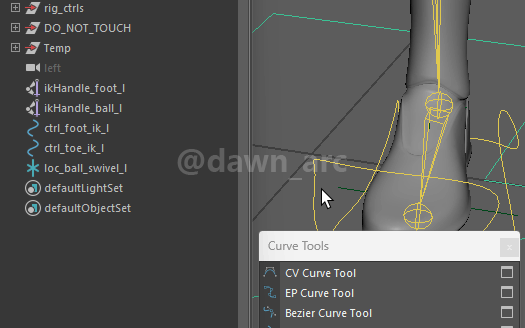 rig_ctrls
DO_NOT_TOUCH
Temp
left
ikHandle_foot_l
ikHandle_ball_l
ctrl_foot_ik_l
ctrl_toe_ik_l
loc_ball_swivel_l
defaultLightSet
defaultObjectSet
@dawn_arc
Curve Tools
CV Curve Tool
EP Curve Tool
Bezier Curve Tool